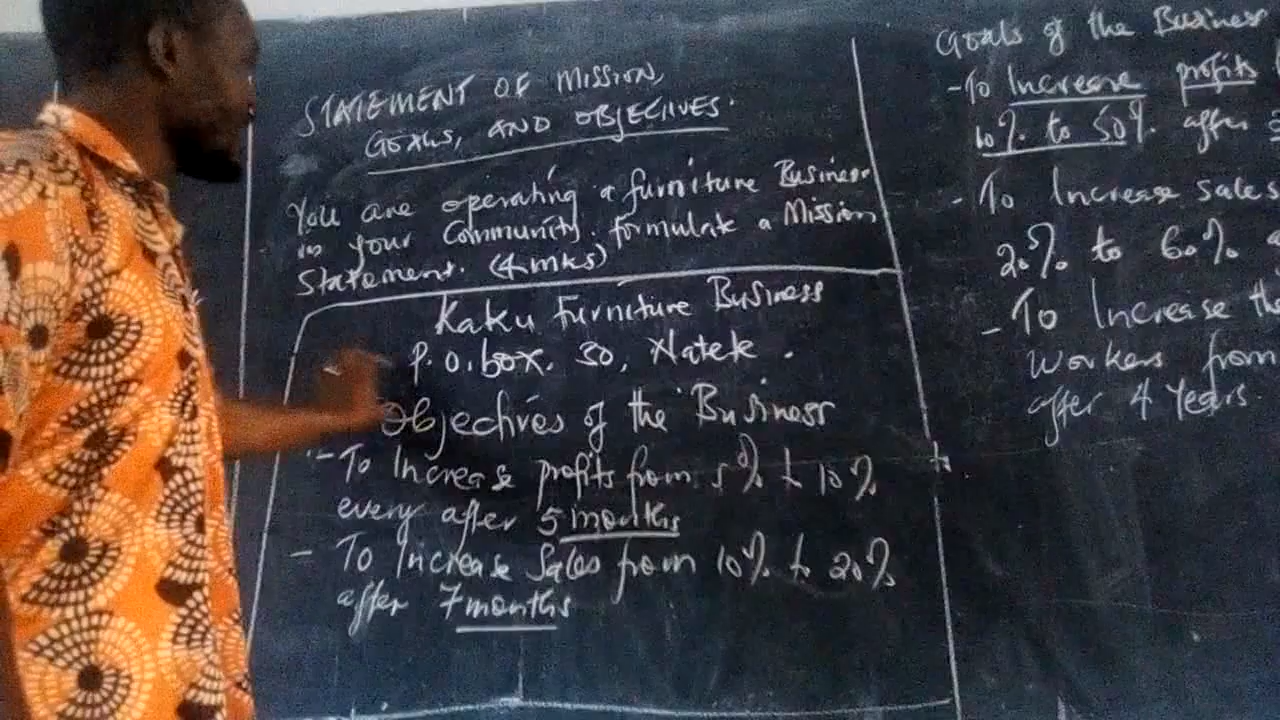 STATEMENT OF MISSION,
GOALS, AND OBJECTIVES.
You are operating a furniture Business
in your Community. formulate a Mission
Statement. (4mks)
Kaku Furniture Business
P.O.box. 30, Natek.
Objectives of the Business
- To Increase profits from 5% to 10%
every after 5 months
- To Increase Sales from 10% to 20%
after 7 months
Goals of the Business
- To Increase profits
10% to 50% after
- To Increase sales
20% to 60%
- To Increase the
Workers from
after 4 Years.